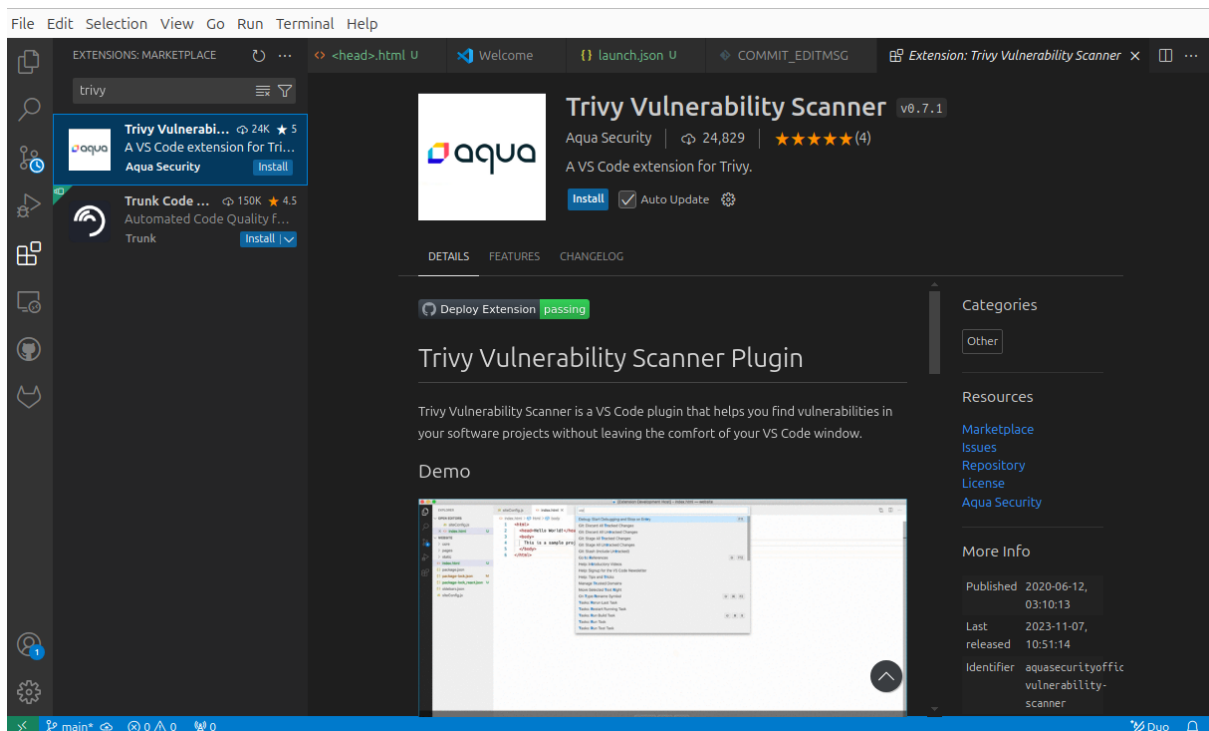 File Edit Selection View Go Run Terminal Help
EXTENSIONS: MARKETPLACE
<head>.html U
Welcome
{} launch.json U
COMMIT_EDITMSG
Extension: Trivy Vulnerability Scanner
trivy
Trivy Vulnerabi... 24K ★ 5
A VS Code extension for Tri...
Aqua Security Install
Trunk Code ... 150K ★ 4.5
Automated Code Quality f...
Trunk Install
aqua
aqua
Trivy Vulnerability Scanner v0.7.1
Aqua Security 24,829 ★★★★★(4)
A VS Code extension for Trivy.
Install Auto Update
DETAILS FEATURES CHANGELOG
Deploy Extension passing
Trivy Vulnerability Scanner Plugin
Trivy Vulnerability Scanner is a VS Code plugin that helps you find vulnerabilities in
your software projects without leaving the comfort of your VS Code window.
Demo
Categories
Other
Resources
Marketplace
Issues
Repository
License
Aqua Security
More Info
Published 2020-06-12,
03:10:13
Last 2023-11-07,
released 10:51:14
Identifier aquasecurityoffic
vulnerability-
scanner
1
main* 0 0 0
Duo